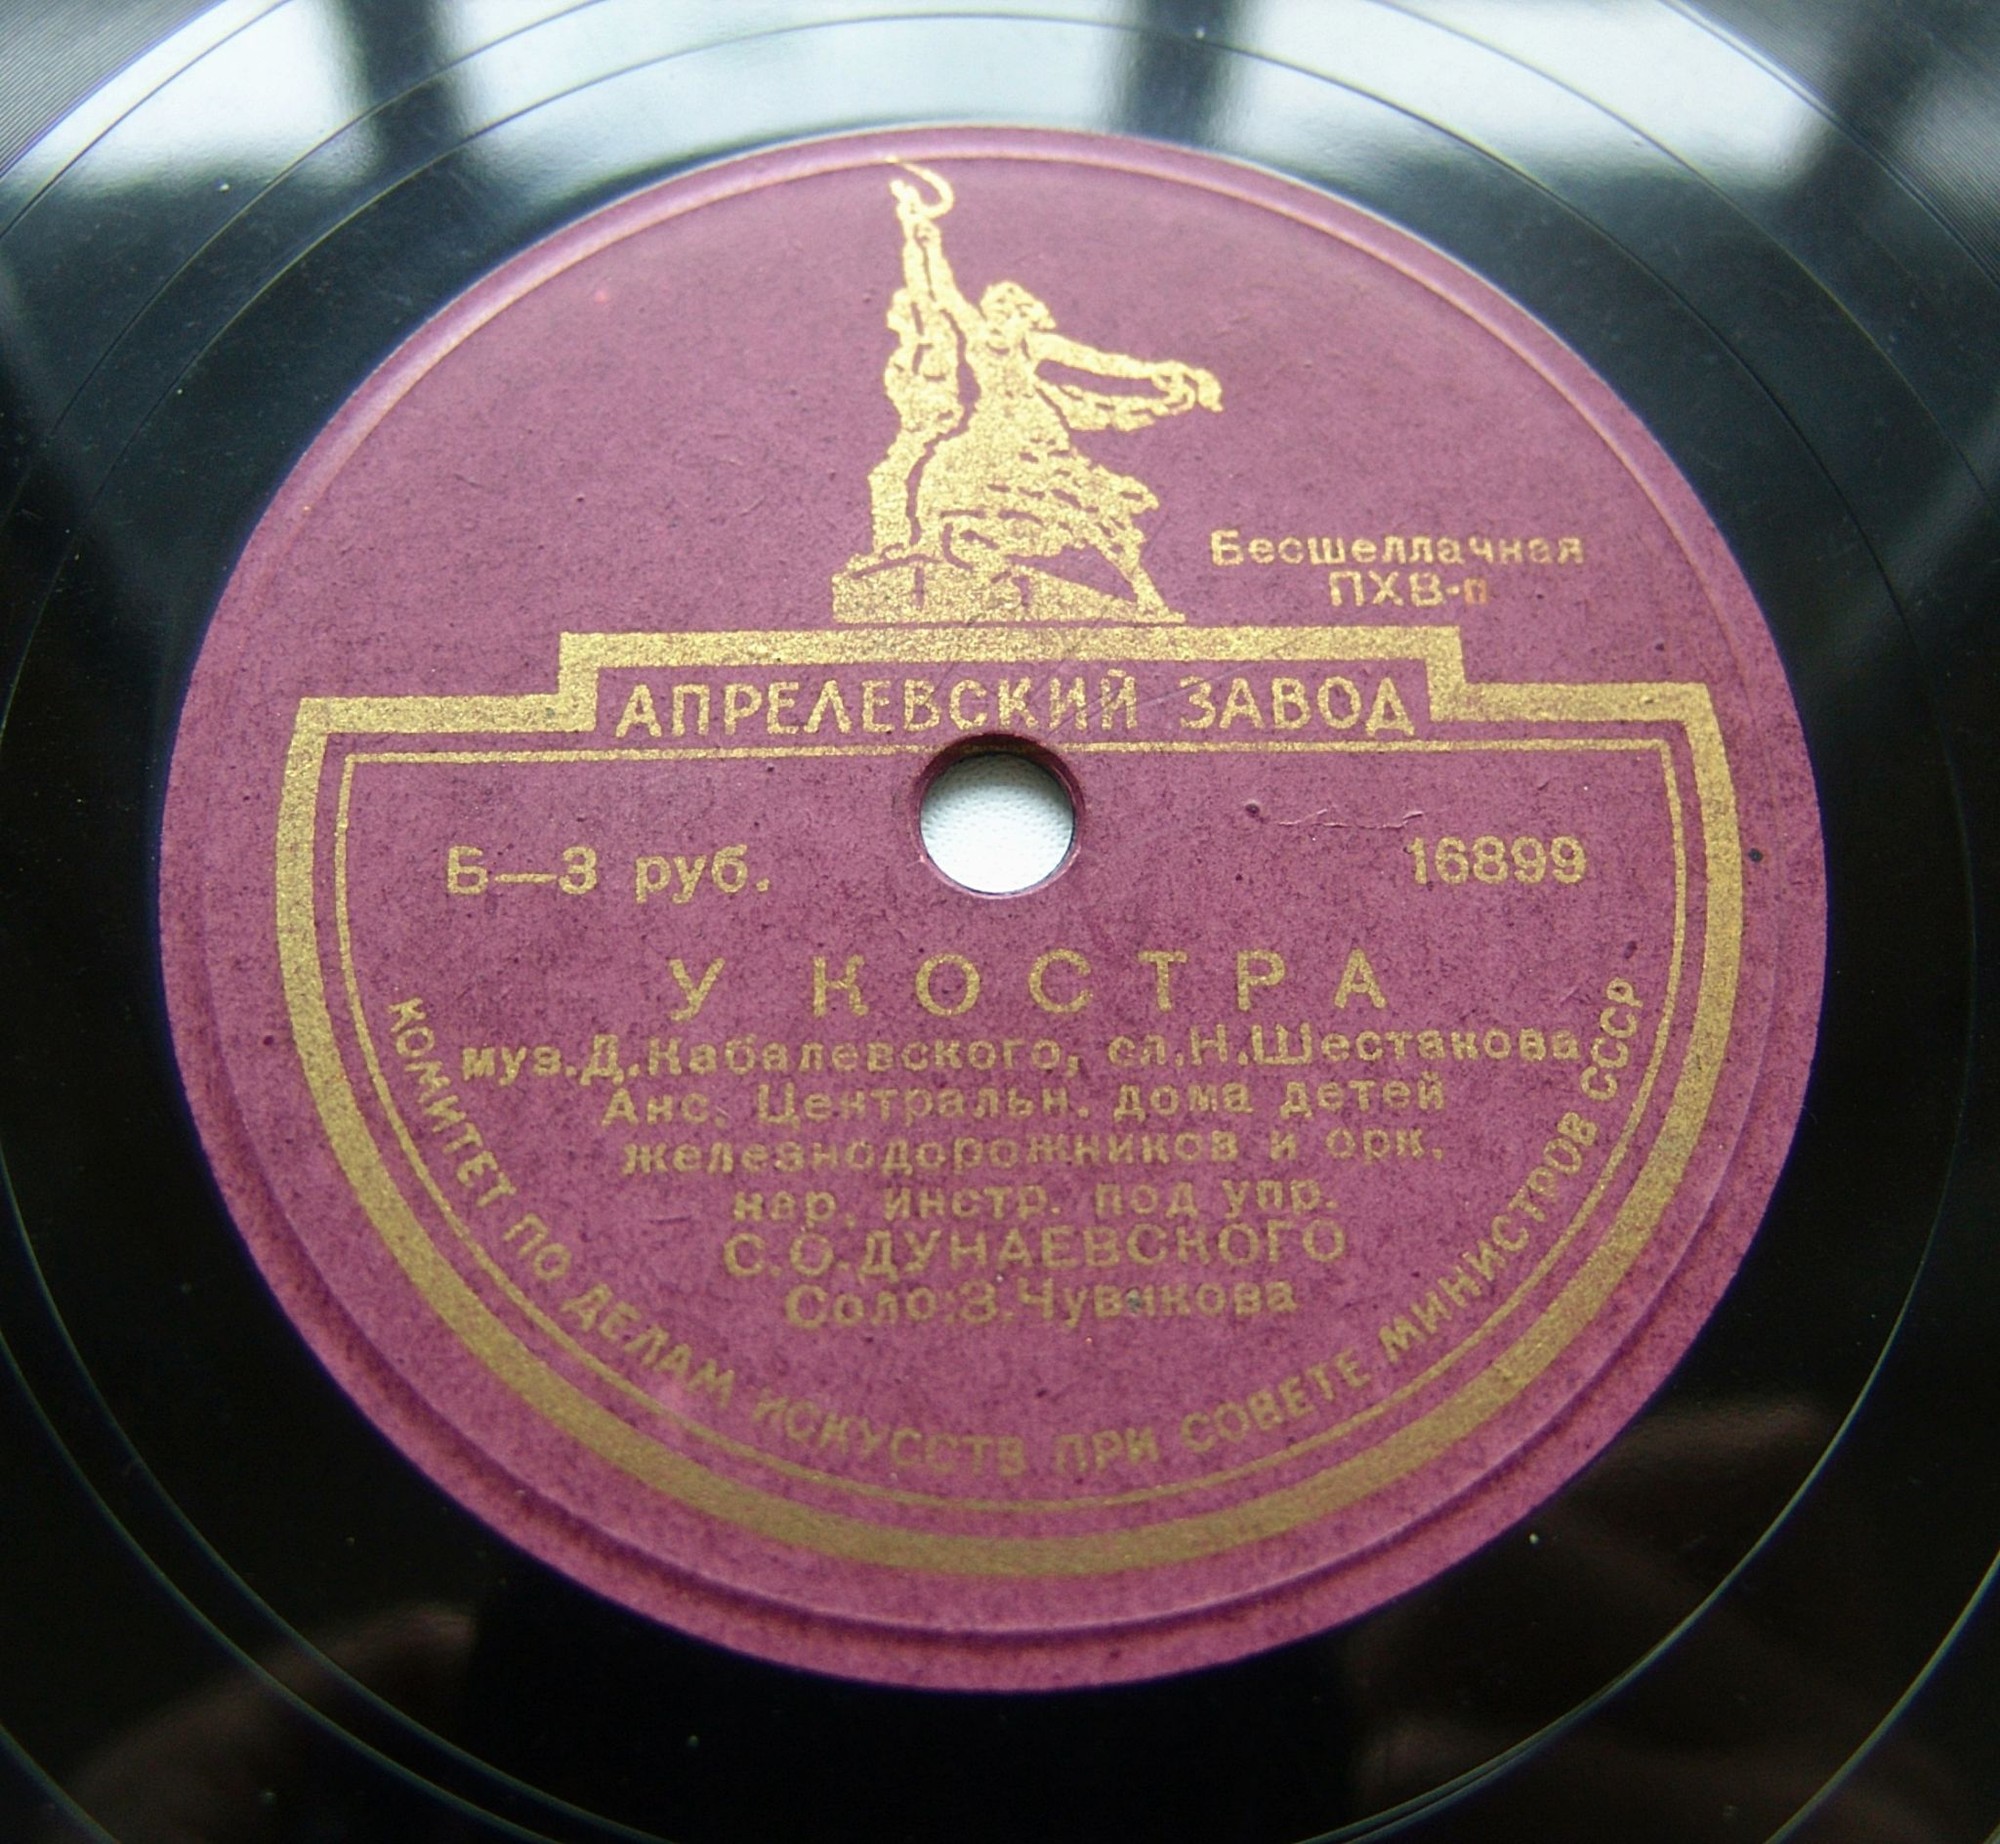 Бесшеллачная
ПХВ-п
АПРЕЛЕВСКИЙ ЗАВОД
Б—3 руб.
16899
У КОСТРА
муз. Д. Кабалевского, сл. Н. Шестакова
Анс. Центральн. дома детей
железнодорожников и орк.
нар. инстр. под упр.
С. О. ДУНАЕВСКОГО
Соло: З. Чувикова
КОМИТЕТ ПО ДЕЛАМ ИСКУССТВ ПРИ СОВЕТЕ МИНИСТРОВ СССР